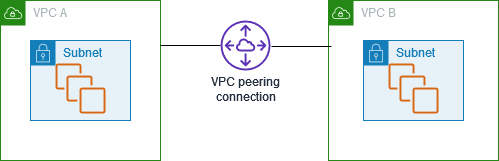 VPC A
Subnet
VPC peering
connection
VPC B
Subnet